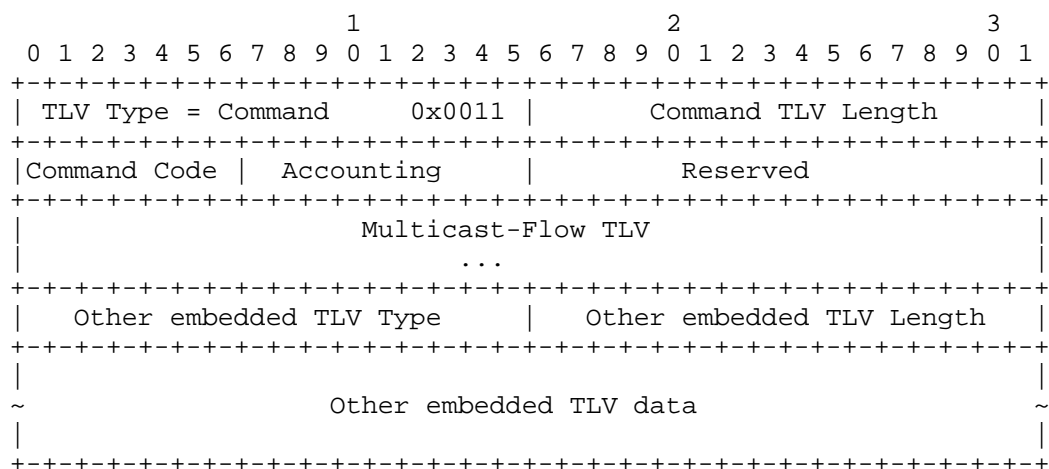 1                   2                   3
 0 1 2 3 4 5 6 7 8 9 0 1 2 3 4 5 6 7 8 9 0 1 2 3 4 5 6 7 8 9 0 1
+-+-+-+-+-+-+-+-+-+-+-+-+-+-+-+-+-+-+-+-+-+-+-+-+-+-+-+-+-+-+-+-+
| TLV Type = Command     0x0011 |       Command TLV Length      |
+-+-+-+-+-+-+-+-+-+-+-+-+-+-+-+-+-+-+-+-+-+-+-+-+-+-+-+-+-+-+-+-+
|Command Code |  Accounting     |         Reserved              |
+-+-+-+-+-+-+-+-+-+-+-+-+-+-+-+-+-+-+-+-+-+-+-+-+-+-+-+-+-+-+-+-+
|                     Multicast-Flow TLV                        |
|                           ...                                 |
+-+-+-+-+-+-+-+-+-+-+-+-+-+-+-+-+-+-+-+-+-+-+-+-+-+-+-+-+-+-+-+-+
|   Other embedded TLV Type     |   Other embedded TLV Length   |
+-+-+-+-+-+-+-+-+-+-+-+-+-+-+-+-+-+-+-+-+-+-+-+-+-+-+-+-+-+-+-+-+
|                                                               |
~                   Other embedded TLV data                     ~
|                                                               |
+-+-+-+-+-+-+-+-+-+-+-+-+-+-+-+-+-+-+-+-+-+-+-+-+-+-+-+-+-+-+-+-+